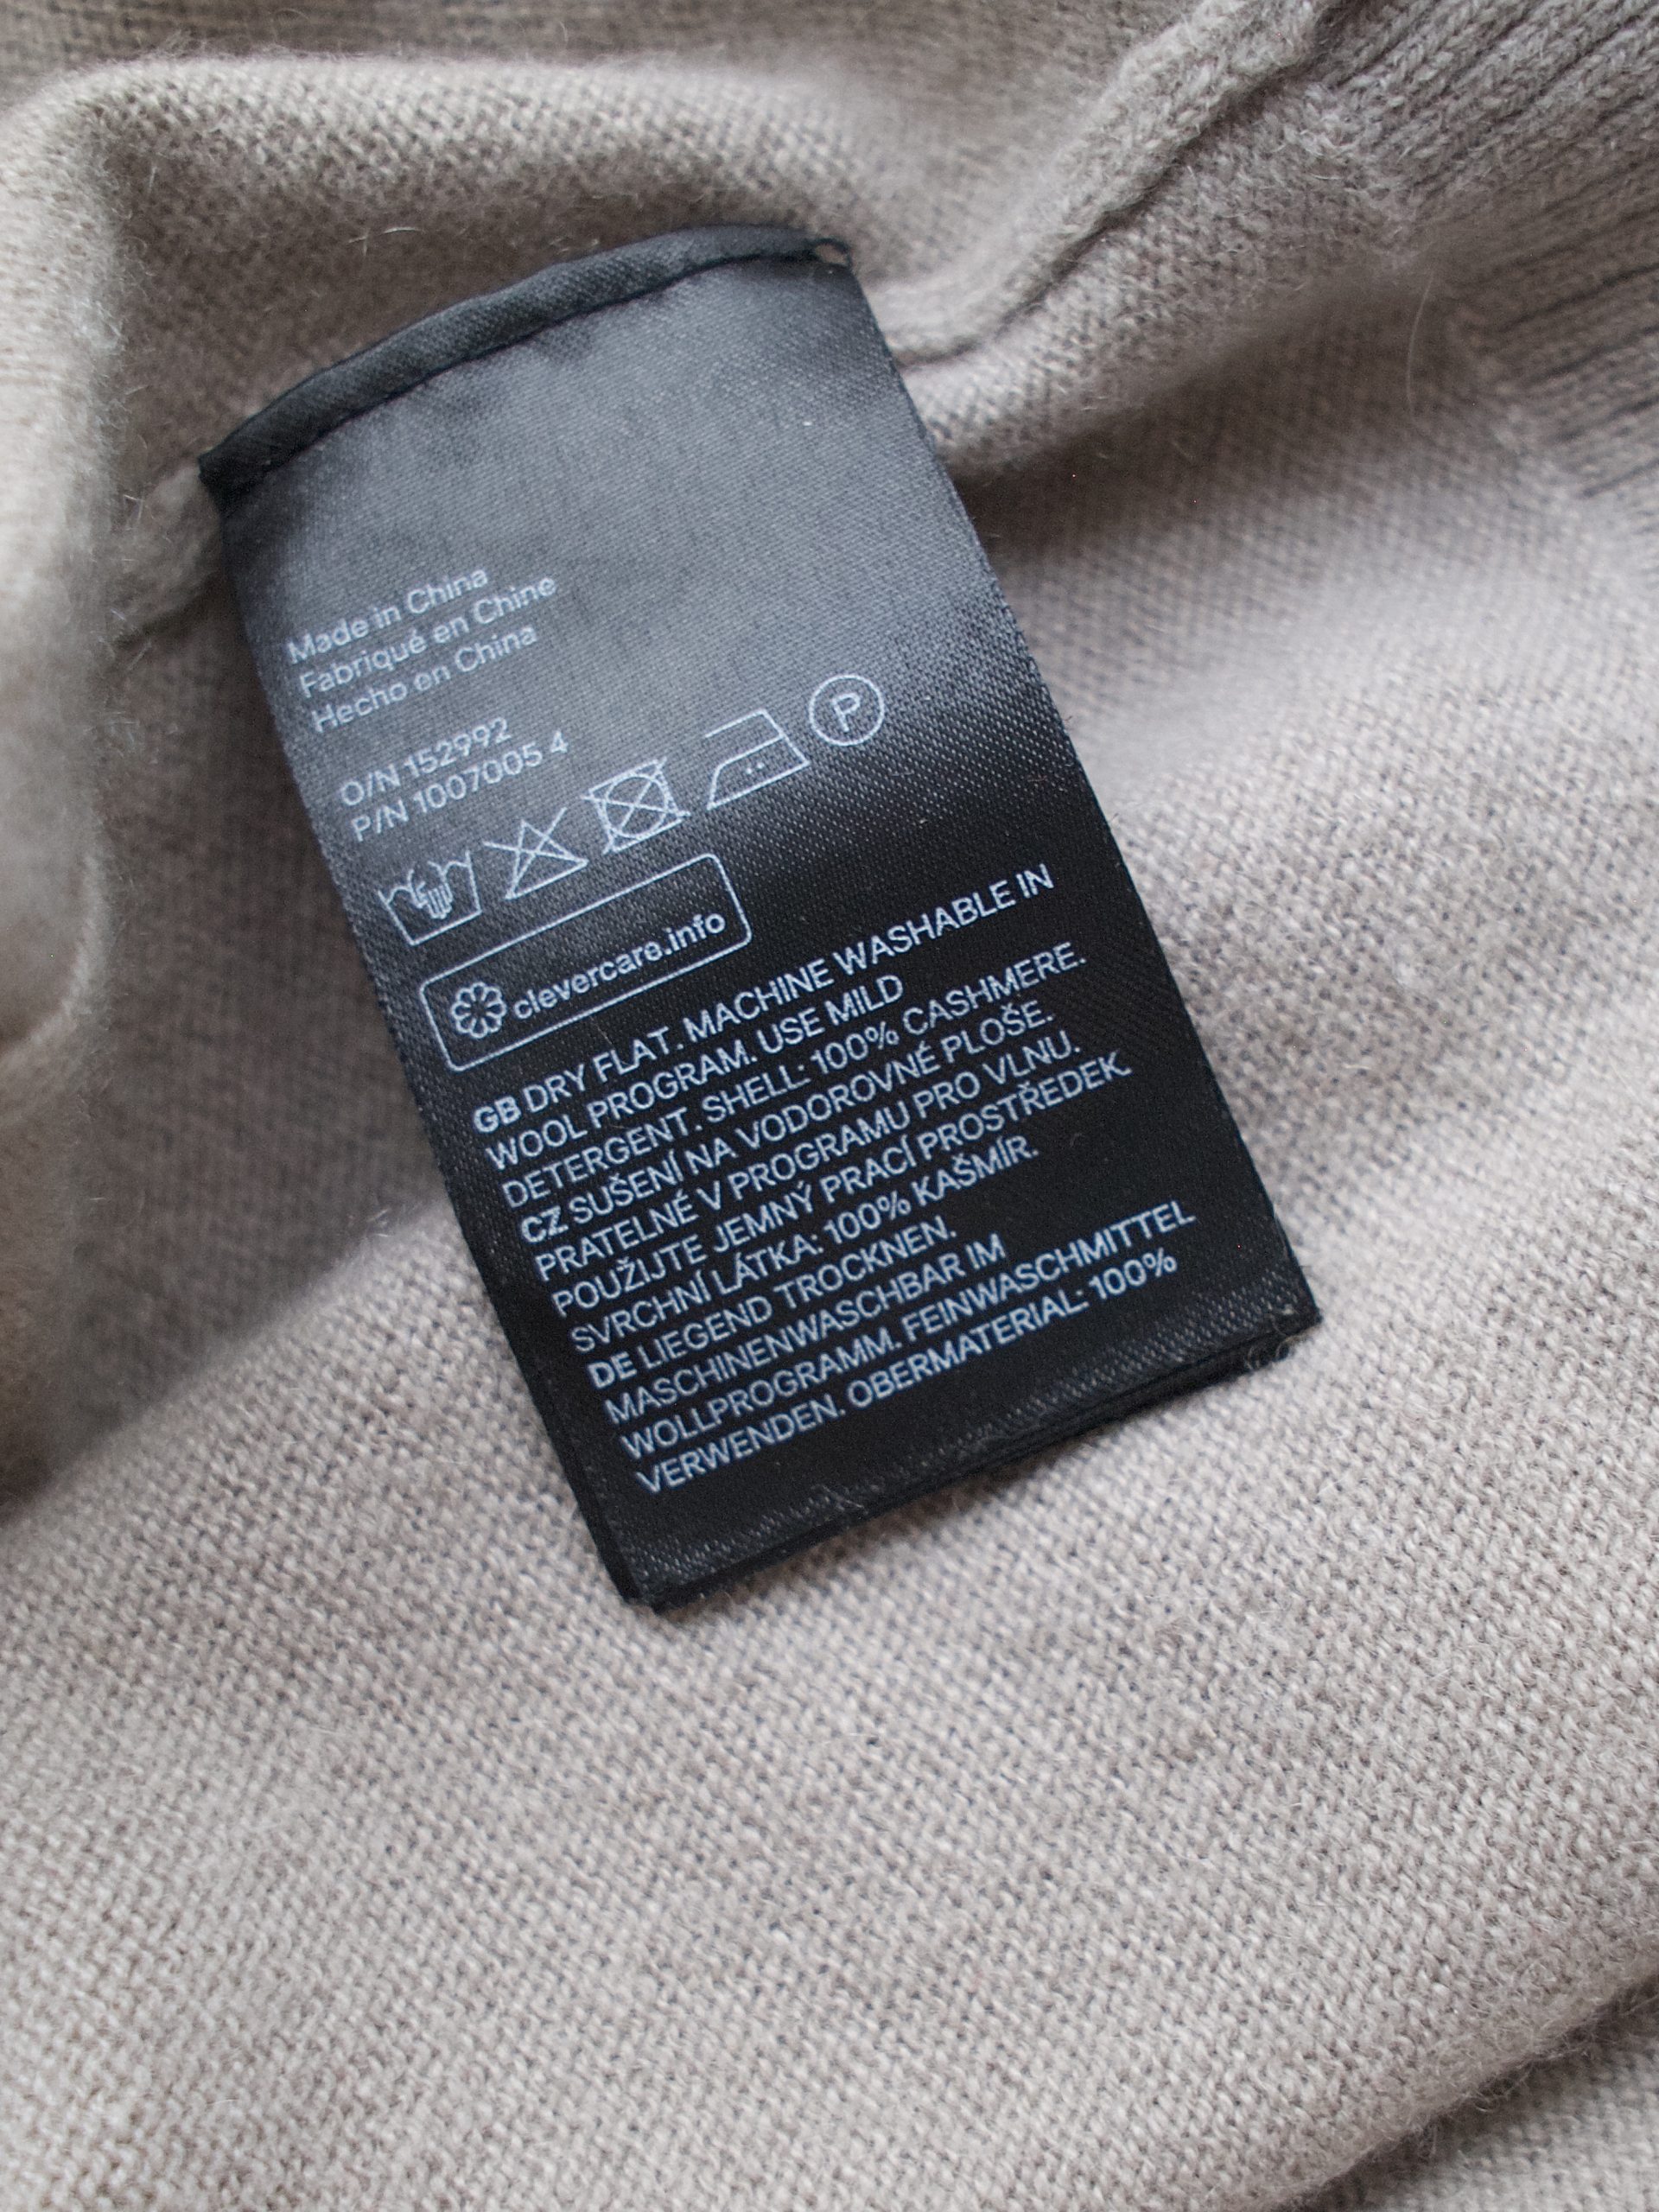 Made in China
Fabriqué en Chine
Hecho en China
O/N 152992
P/N 1007005 4
P
clevercare.info
GB DRY FLAT. MACHINE WASHABLE IN
WOOL PROGRAM. USE MILD
DETERGENT. SHELL: 100% CASHMERE.
CZ SUŠENÍ NA VODOROVNÉ PLOŠE.
PRATELNÉ V PROGRAMU PRO VLNU.
POUŽIJTE JEMNÝ PRACÍ PROSTŘEDEK.
SVRCHNÍ LÁTKA: 100% KAŠMÍR.
DE LIEGEND TROCKNEN.
MASCHINENWASCHBAR IM
WOLLPROGRAMM. FEINWASCHMITTEL
VERWENDEN. OBERMATERIAL: 100%